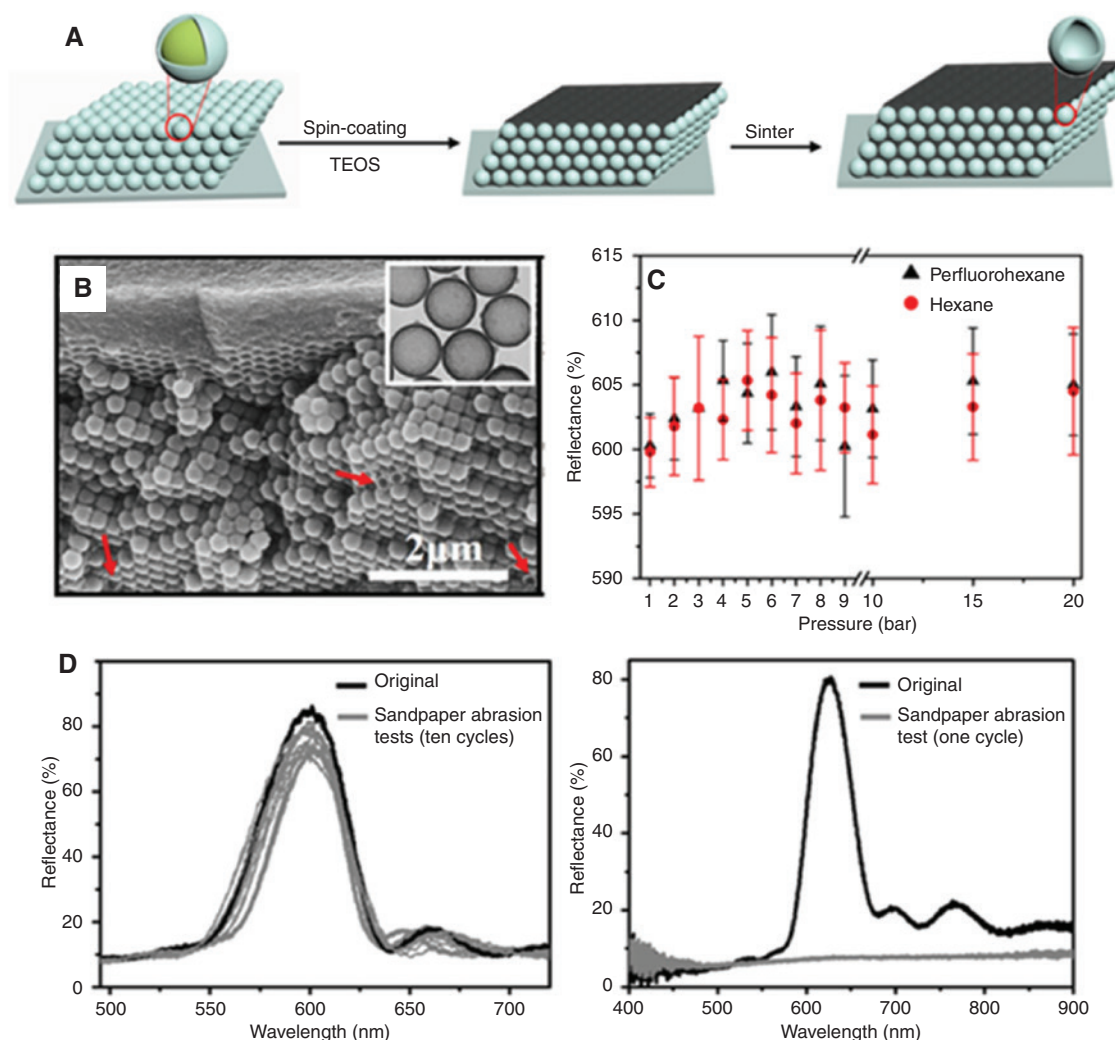 A
Spin-coating
TEOS
Sinter
B
2μm
C
615
610
605
600
595
590
Reflectance (%)
Perfluorohexane
Hexane
1 2 3 4 5 6 7 8 9 10 15 20
Pressure (bar)
D
80
60
40
20
0
Reflectance (%)
Original
Sandpaper abrasion
tests (ten cycles)
500 550 600 650 700
Wavelength (nm)
80
60
40
20
0
Reflectance (%)
Original
Sandpaper abrasion
test (one cycle)
400 500 600 700 800 900
Wavelength (nm)